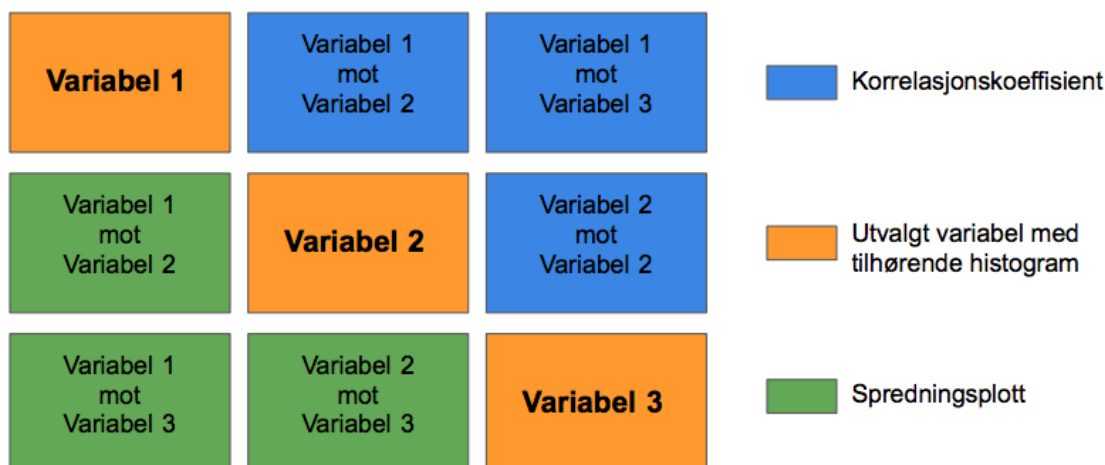 Variabel 1
Variabel 1
mot
Variabel 2
Variabel 1
mot
Variabel 3
Korrelasjonskoeffisient
Variabel 1
mot
Variabel 2
Variabel 2
Variabel 2
mot
Variabel 2
Utvalgt variabel med
tilhørende histogram
Variabel 1
mot
Variabel 3
Variabel 2
mot
Variabel 3
Variabel 3
Spredningsplott